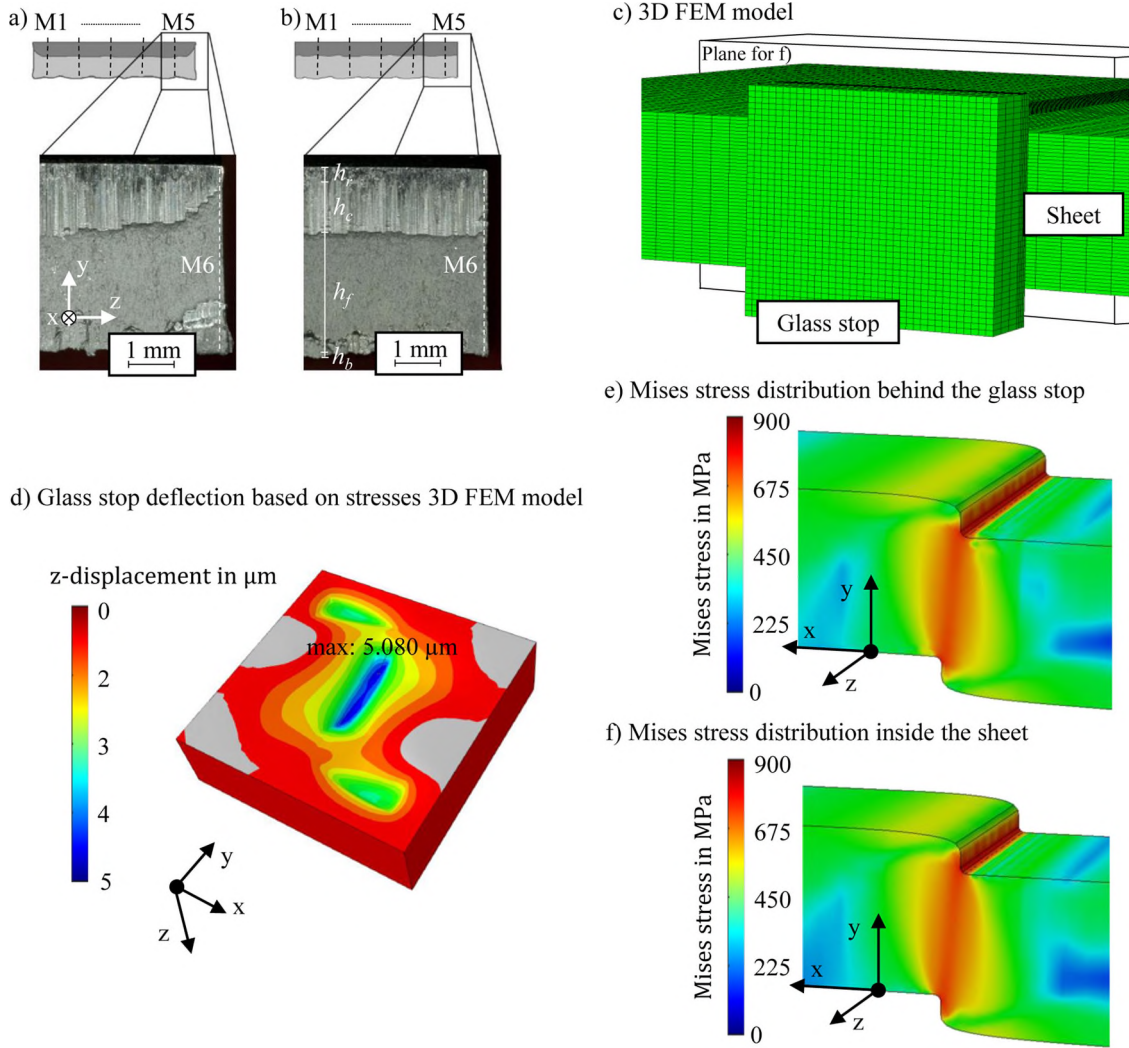 a)
M1
M5
M6
y
x
z
1 mm
b)
M1
M5
h_r
h_c
h_f
h_b
1 mm
c) 3D FEM model
Plane for f)
Sheet
Glass stop
d) Glass stop deflection based on stresses 3D FEM model
z-displacement in μm
0
1
2
3
4
5
max: 5.080 μm
y
x
z
e) Mises stress distribution behind the glass stop
Mises stress in MPa
900
675
450
225
0
y
x
z
f) Mises stress distribution inside the sheet
Mises stress in MPa
900
675
450
225
0
y
x
z